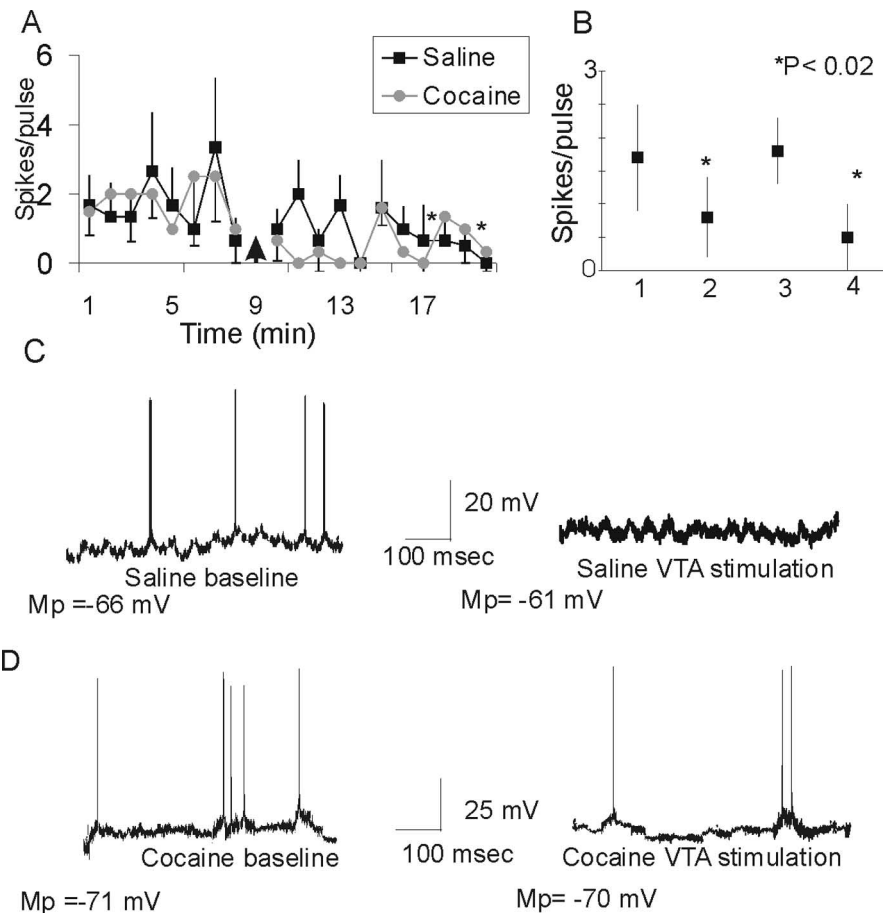 A
6
4
2
0
Spikes/pulse
Saline
Cocaine
*
*
1 5 9 13 17
Time (min)
B
*P< 0.02
3
0
Spikes/pulse
*
*
1 2 3 4
C
20 mV
100 msec
Saline baseline
Saline VTA stimulation
Mp =-66 mV
Mp= -61 mV
D
25 mV
100 msec
Cocaine baseline
Cocaine VTA stimulation
Mp =-71 mV
Mp= -70 mV